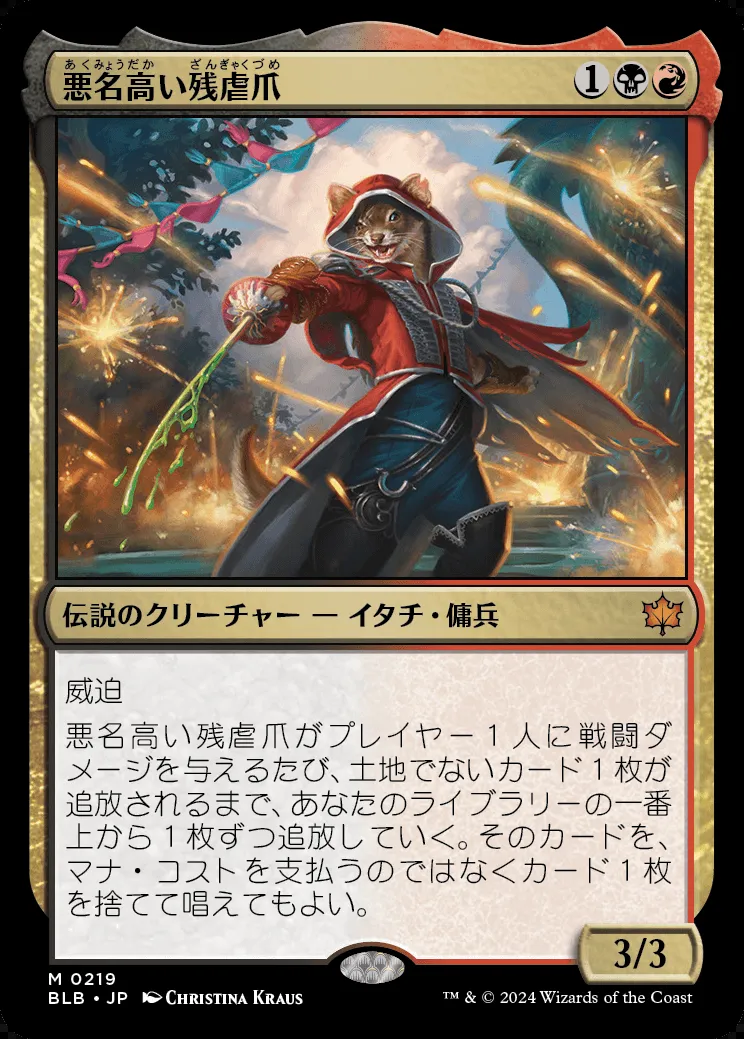 あくみょうだか ざんぎゃくづめ
悪名高い残虐爪 1
伝説のクリーチャー — イタチ・傭兵
威迫
悪名高い残虐爪がプレイヤー1人に戦闘ダ
メージを与えるたび、土地でないカード1枚が
追放されるまで、あなたのライブラリーの一番
上から1枚ずつ追放していく。そのカードを、
マナ・コストを支払うのではなくカード1枚
を捨てて唱えてもよい。
3/3
M 0219
BLB • JP Christina Kraus
™ & © 2024 Wizards of the Coast